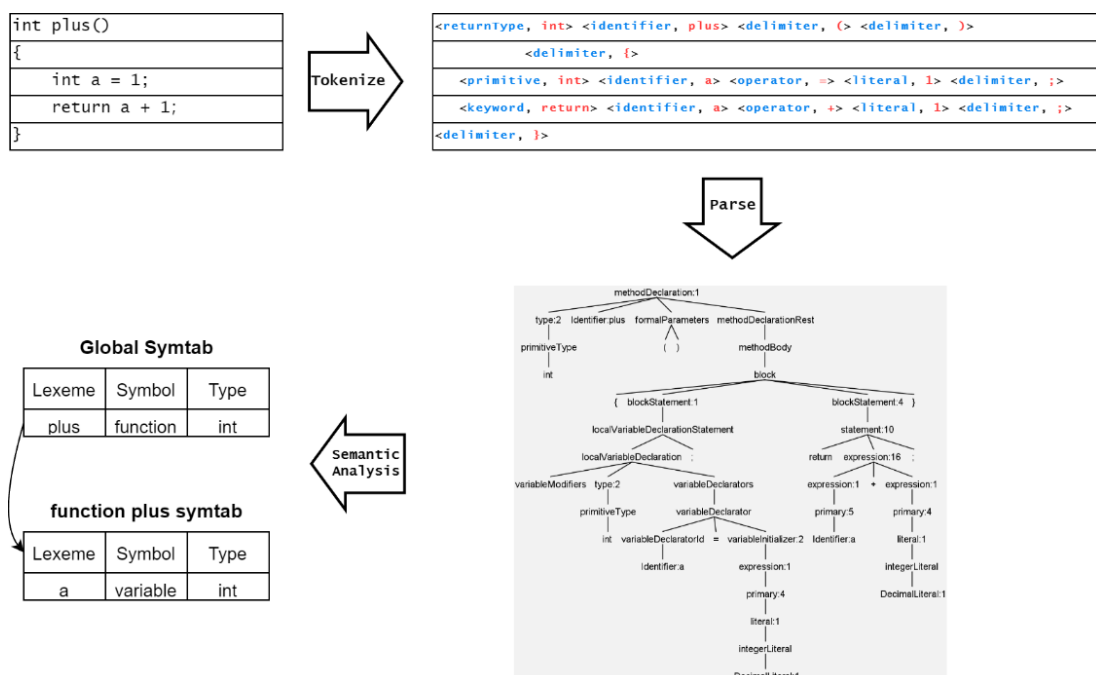 int plus()
{
int a = 1;
return a + 1;
}
Tokenize
<returnType, int> <identifier, plus> <delimiter, (> <delimiter, )>
<delimiter, {>
<primitive, int> <identifier, a> <operator, => <literal, 1> <delimiter, ;>
<keyword, return> <identifier, a> <operator, +> <literal, 1> <delimiter, ;>
<delimiter, }>
Parse
methodDeclaration:1
type:2 Identifier:plus formalParameters methodDeclarationRest
primitiveType ( ) methodBody
int block
{ blockStatement:1 blockStatement:4 }
localVariableDeclarationStatement statement:10
localVariableDeclaration ; return expression:16 ;
variableModifiers type:2 variableDeclarators expression:1 + expression:1
primitiveType variableDeclarator primary:5 primary:4
int variableDeclaratorId = variableInitializer:2 Identifier:a literal:1
Identifier:a expression:1 integerLiteral
primary:4 DecimalLiteral:1
literal:1
integerLiteral
DecimalLiteral:1
Semantic
Analysis
Global Symtab
Lexeme Symbol Type
plus function int
function plus symtab
Lexeme Symbol Type
a variable int